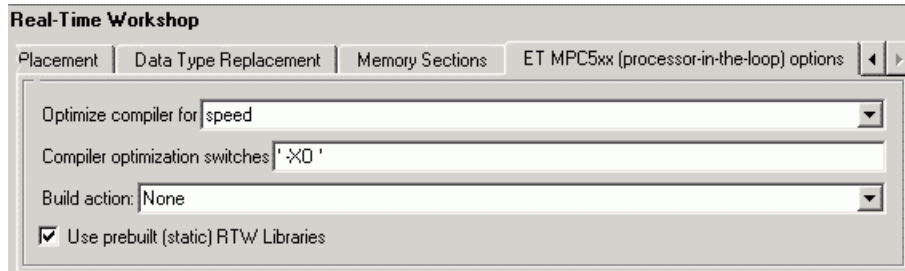 Real-Time Workshop
Placement Data Type Replacement Memory Sections ET MPC5xx (processor-in-the-loop) options
Optimize compiler for speed
Compiler optimization switches ' -XO '
Build action: None
Use prebuilt (static) RTW Libraries